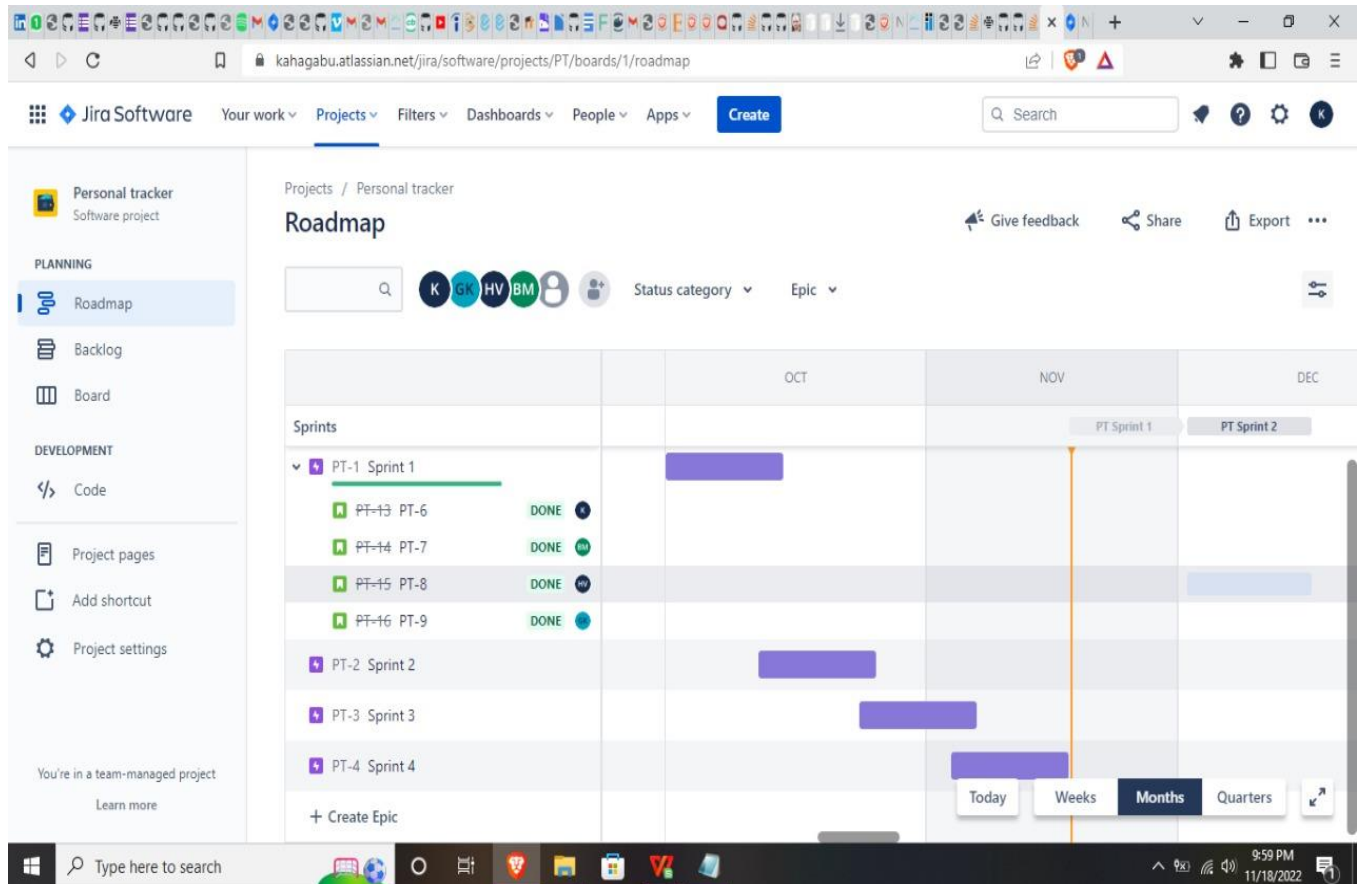 kahagabu.atlassian.net/jira/software/projects/PT/boards/1/roadmap
Jira Software Your work Projects Filters Dashboards People Apps Create Search K
Personal tracker
Software project
PLANNING
Roadmap
Backlog
Board
DEVELOPMENT
Code
Project pages
Add shortcut
Project settings
You're in a team-managed project
Learn more
Projects / Personal tracker
Roadmap
Give feedback Share Export
K GK HV BM Status category Epic
OCT NOV DEC
Sprints PT Sprint 1 PT Sprint 2
PT-1 Sprint 1
PT-13 PT-6 DONE K
PT-14 PT-7 DONE BM
PT-15 PT-8 DONE HV
PT-16 PT-9 DONE GK
PT-2 Sprint 2
PT-3 Sprint 3
PT-4 Sprint 4
Today Weeks Months Quarters
+ Create Epic
Type here to search
9:59 PM
11/18/2022